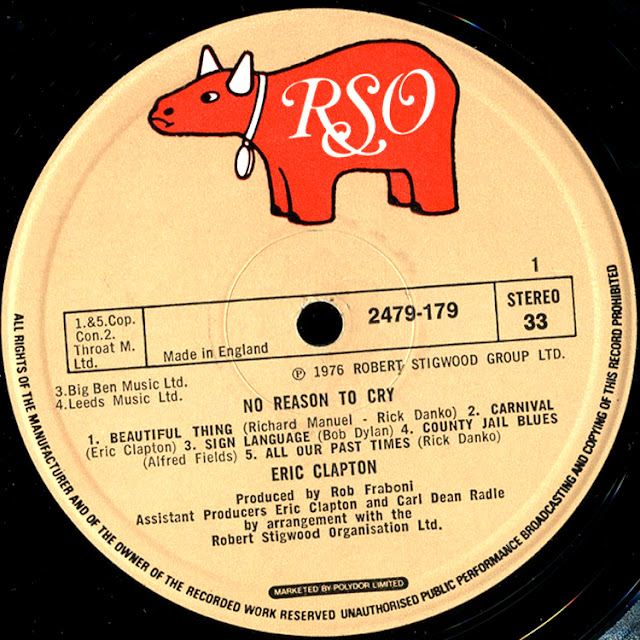 RSO
1
1.&5.Cop.
Con.2.
Throat M.
Ltd.
Made in England
2479-179
STEREO
33
3.Big Ben Music Ltd.
4.Leeds Music Ltd.
℗ 1976 ROBERT STIGWOOD GROUP LTD.
NO REASON TO CRY
1. BEAUTIFUL THING (Richard Manuel - Rick Danko) 2. CARNIVAL
(Eric Clapton) 3. SIGN LANGUAGE (Bob Dylan) 4. COUNTY JAIL BLUES
(Alfred Fields) 5. ALL OUR PAST TIMES (Rick Danko)
ERIC CLAPTON
Produced by Rob Fraboni
Assistant Producers Eric Clapton and Carl Dean Radle
by arrangement with the
Robert Stigwood Organisation Ltd.
MARKETED BY POLYDOR LIMITED
ALL RIGHTS OF THE MANUFACTURER AND OF THE OWNER OF THE RECORDED WORK RESERVED UNAUTHORISED PUBLIC PERFORMANCE BROADCASTING AND COPYING OF THIS RECORD PROHIBITED